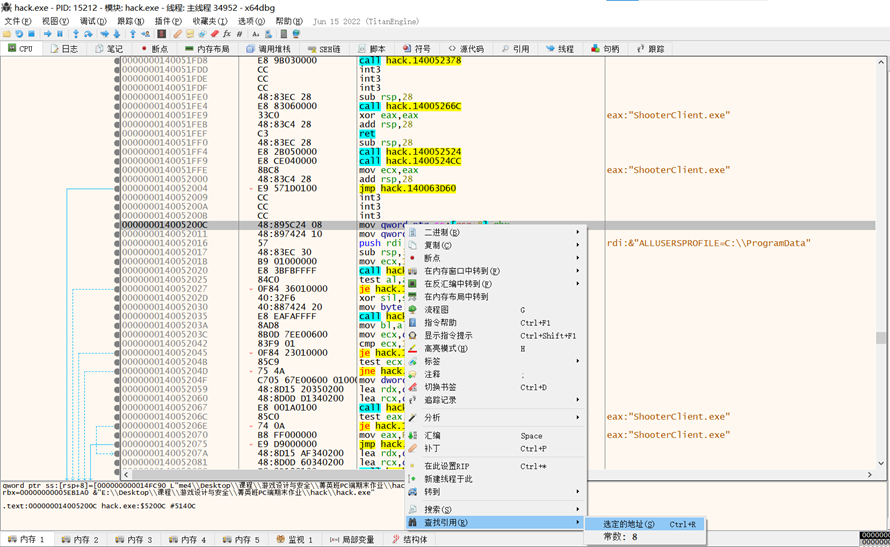 hack.exe - PID: 15212 - 模块: hack.exe - 线程: 主线程 34952 - x64dbg
文件(F) 视图(V) 调试(D) 跟踪(N) 插件(P) 收藏夹(I) 选项(O) 帮助(H) Jun 15 2022 (TitanEngine)
CPU 日志 笔记 断点 内存布局 调用堆栈 SEH链 脚本 符号 源代码 引用 线程 句柄 跟踪
0000000140051FD8 E8 9B030000 call hack.140052378
0000000140051FDD CC int3
0000000140051FDE CC int3
0000000140051FDF CC int3
0000000140051FE0 48:83EC 28 sub rsp,28
0000000140051FE4 E8 83060000 call hack.14005266C
0000000140051FE9 33C0 xor eax,eax eax:"ShooterClient.exe"
0000000140051FEB 48:83C4 28 add rsp,28
0000000140051FEF C3 ret
0000000140051FF0 48:83EC 28 sub rsp,28
0000000140051FF4 E8 2B050000 call hack.140052524
0000000140051FF9 E8 CE040000 call hack.1400524CC
0000000140051FFE 8BC8 mov ecx,eax eax:"ShooterClient.exe"
0000000140052000 48:83C4 28 add rsp,28
0000000140052004 E9 571D0100 jmp hack.140063D60
0000000140052009 CC int3
000000014005200A CC int3
000000014005200B CC int3
000000014005200C 48:895C24 08 mov qword ptr ss:[rsp+8],rbx
0000000140052011 48:897424 10 mov qwor
0000000140052016 57 push rdi rdi:&"ALLUSERSPROFILE=C:\\ProgramData"
0000000140052017 48:83EC 30 sub rsp,
000000014005201B B9 01000000 mov ecx,
0000000140052020 E8 3BFBFFFF call hac
0000000140052025 84C0 test al,a
0000000140052027 0F84 36010000 je hack.1
000000014005202D 40:32F6 xor sil,s
0000000140052030 40:887424 20 mov byte
0000000140052035 E8 EAFAFFFF call hac
000000014005203A 8AD8 mov bl,a
000000014005203C 8B0D 7EE00600 mov ecx,
0000000140052042 83F9 01 cmp ecx,
0000000140052045 0F84 23010000 je hack.1
000000014005204B 85C9 test ecx
000000014005204D 75 4A jne hack.
000000014005204F C705 67E00600 01000 mov dwor
0000000140052059 48:8D15 20350200 lea rdx,
0000000140052060 48:8D0D D1340200 lea rcx,
0000000140052067 E8 001A0100 call hac
000000014005206C 85C0 test eax eax:"ShooterClient.exe"
000000014005206E 74 0A je hack.1
0000000140052070 B8 FF000000 mov eax, eax:"ShooterClient.exe"
0000000140052075 E9 D9000000 jmp hack
000000014005207A 48:8D15 AF340200 lea rdx,
0000000140052081 48:8D0D 60340200 lea rcx,
二进制(B)
复制(C)
断点
在内存窗口中转到(F)
在反汇编中转到(F)
在内存布局中转到
流程图 G
指令帮助 Ctrl+F1
显示指令提示 Ctrl+Shift+F1
高亮模式(H) H
标签
注释 ;
切换书签 Ctrl+D
追踪记录
分析
汇编 Space
补丁 Ctrl+P
在此设置RIP Ctrl+*
新建线程于此
转到
搜索(S)
查找引用(R)
选定的地址(S) Ctrl+R
常数: 8
qword ptr ss:[rsp+8]=[000000000014FC90 L"me4\\Desktop\\课程\\游戏设计与安全\\菁英班PC端期末作业\\hac
rbx=00000000005EB1A0 &"E:\\Desktop\\课程\\游戏设计与安全\\菁英班PC端期末作业\\hack\\hack.exe"
.text:000000014005200C hack.exe:$5200C #5140C
内存 1 内存 2 内存 3 内存 4 内存 5 监视 1 局部变量 结构体